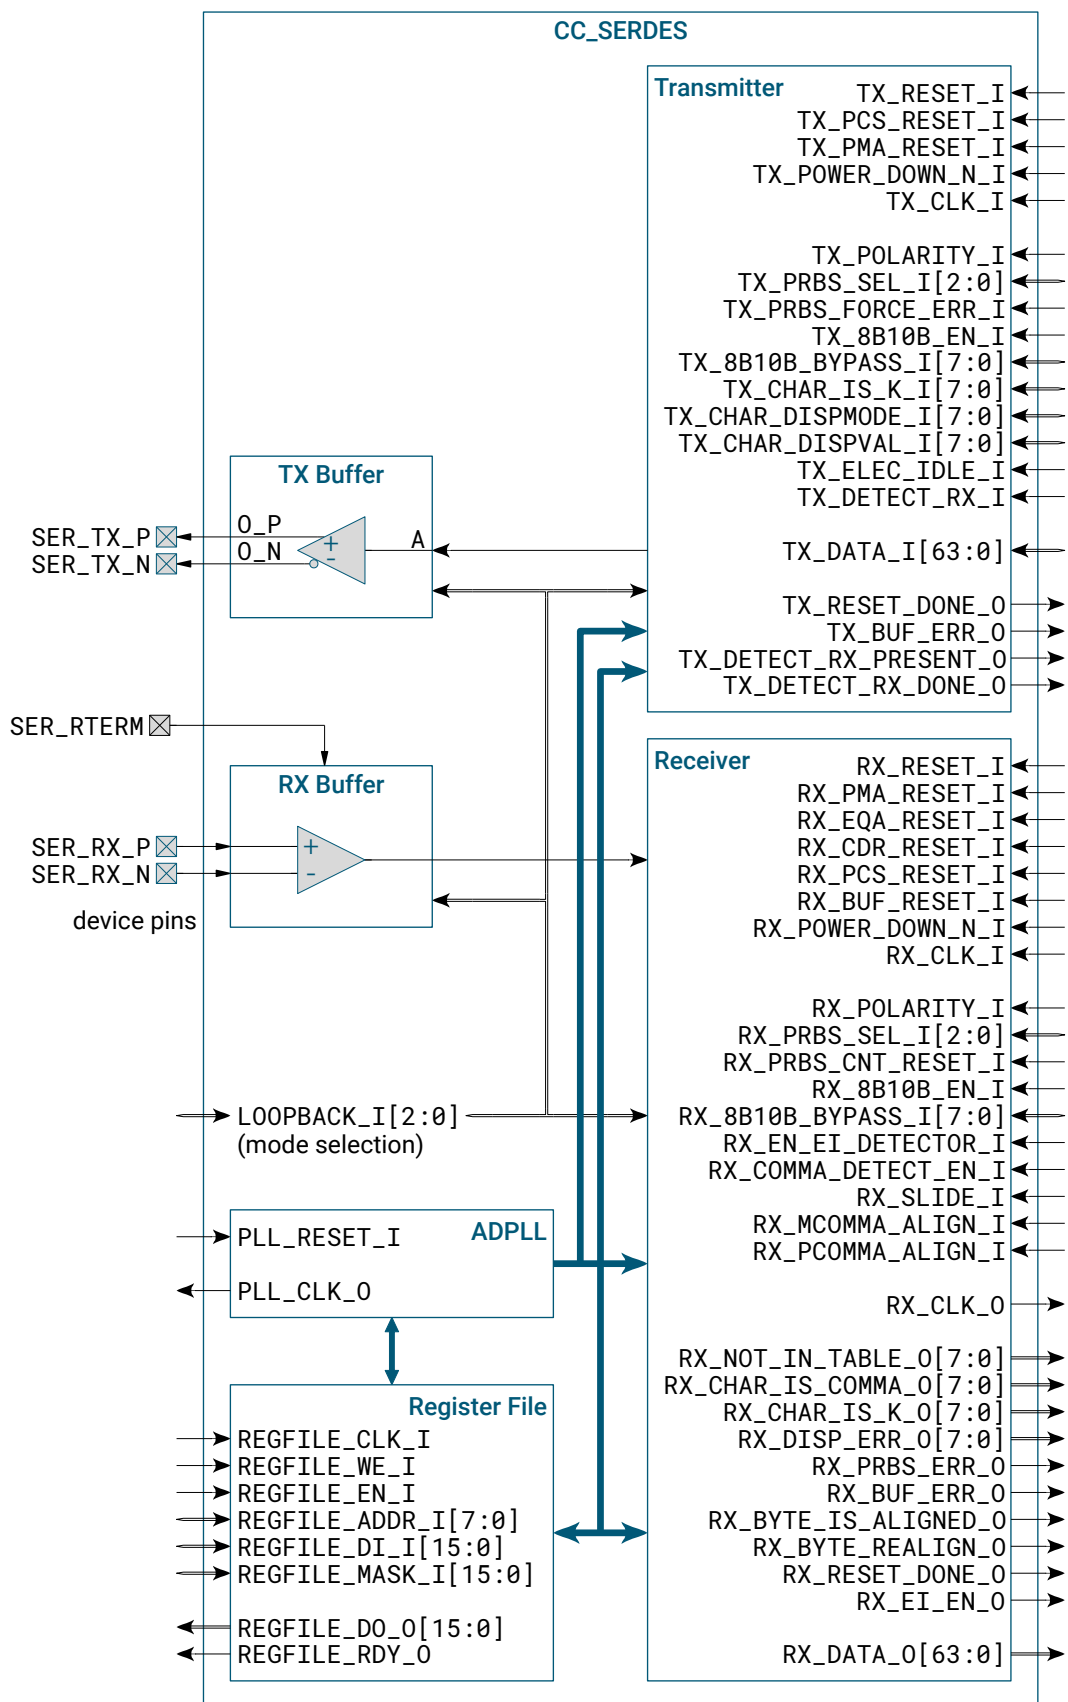 CC_SERDES
Transmitter
TX_RESET_I
TX_PCS_RESET_I
TX_PMA_RESET_I
TX_POWER_DOWN_N_I
TX_CLK_I
TX_POLARITY_I
TX_PRBS_SEL_I[2:0]
TX_PRBS_FORCE_ERR_I
TX_8B10B_EN_I
TX_8B10B_BYPASS_I[7:0]
TX_CHAR_IS_K_I[7:0]
TX_CHAR_DISPMODE_I[7:0]
TX_CHAR_DISPVAL_I[7:0]
TX_ELEC_IDLE_I
TX_DETECT_RX_I
TX_DATA_I[63:0]
TX_RESET_DONE_O
TX_BUF_ERR_O
TX_DETECT_RX_PRESENT_O
TX_DETECT_RX_DONE_O
TX Buffer
SER_TX_P
O_P
+
A
SER_TX_N
O_N
-
SER_RTERM
RX Buffer
SER_RX_P
+
SER_RX_N
-
device pins
Receiver
RX_RESET_I
RX_PMA_RESET_I
RX_EQA_RESET_I
RX_CDR_RESET_I
RX_PCS_RESET_I
RX_BUF_RESET_I
RX_POWER_DOWN_N_I
RX_CLK_I
RX_POLARITY_I
RX_PRBS_SEL_I[2:0]
RX_PRBS_CNT_RESET_I
RX_8B10B_EN_I
RX_8B10B_BYPASS_I[7:0]
RX_EN_EI_DETECTOR_I
RX_COMMA_DETECT_EN_I
RX_SLIDE_I
RX_MCOMMA_ALIGN_I
RX_PCOMMA_ALIGN_I
RX_CLK_O
RX_NOT_IN_TABLE_O[7:0]
RX_CHAR_IS_COMMA_O[7:0]
RX_CHAR_IS_K_O[7:0]
RX_DISP_ERR_O[7:0]
RX_PRBS_ERR_O
RX_BUF_ERR_O
RX_BYTE_IS_ALIGNED_O
RX_BYTE_REALIGN_O
RX_RESET_DONE_O
RX_EI_EN_O
RX_DATA_O[63:0]
LOOPBACK_I[2:0]
(mode selection)
ADPLL
PLL_RESET_I
PLL_CLK_O
Register File
REGFILE_CLK_I
REGFILE_WE_I
REGFILE_EN_I
REGFILE_ADDR_I[7:0]
REGFILE_DI_I[15:0]
REGFILE_MASK_I[15:0]
REGFILE_DO_O[15:0]
REGFILE_RDY_O